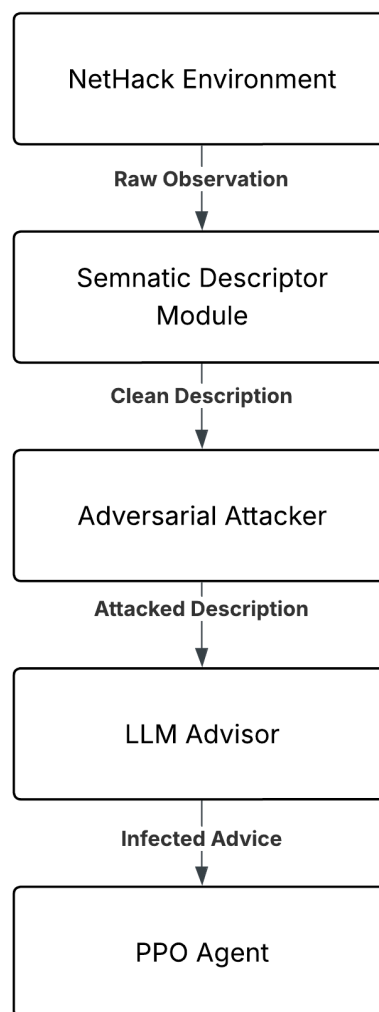 NetHack Environment
Raw Observation
Semnatic Descriptor
Module
Clean Description
Adversarial Attacker
Attacked Description
LLM Advisor
Infected Advice
PPO Agent